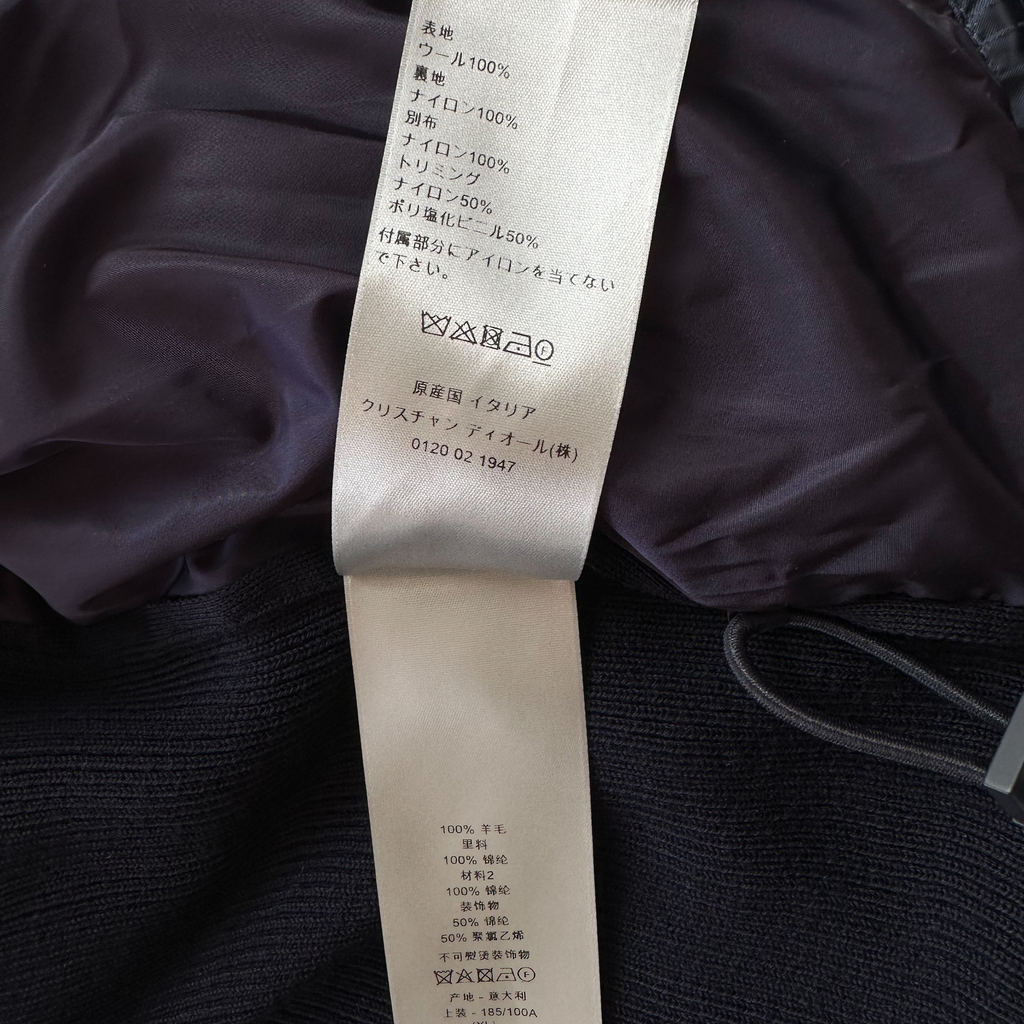 表地
ウール100%
裏地
ナイロン100%
別布
ナイロン100%
トリミング
ナイロン50%
ポリ塩化ビニル50%
付属部分にアイロンを当てない
で下さい。
F
原産国 イタリア
クリスチャン ディオール(株)
0120 02 1947
100% 羊毛
里料
100% 锦纶
材料2
100% 锦纶
装饰物
50% 锦纶
50% 聚氯乙烯
不可熨烫装饰物
F
产地 - 意大利
上装 - 185/100A